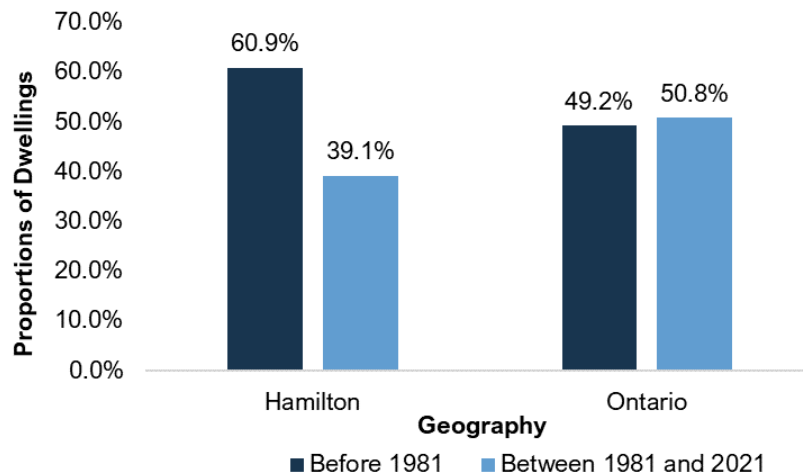 Proportions of Dwellings
70.0%
60.0%
50.0%
40.0%
30.0%
20.0%
10.0%
0.0%
60.9%
39.1%
49.2%
50.8%
Hamilton
Ontario
Geography
Before 1981
Between 1981 and 2021